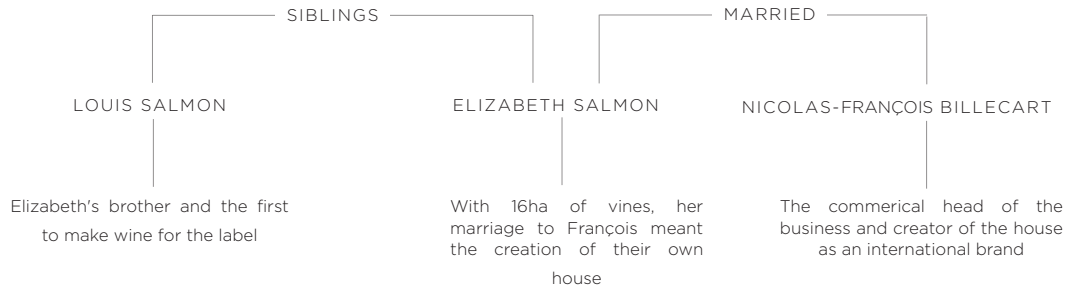 SIBLINGS
MARRIED
LOUIS SALMON
ELIZABETH SALMON
NICOLAS-FRANÇOIS BILLECART
Elizabeth's brother and the first
to make wine for the label
With 16ha of vines, her
marriage to François meant
the creation of their own
house
The commerical head of the
business and creator of the house
as an international brand